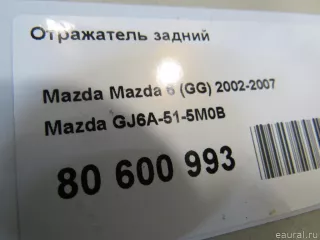 Отражатель задний
Mazda Mazda 6 (GG) 2002-2007
Mazda GJ6A-51-5M0B
80 600 993
eaural.ru